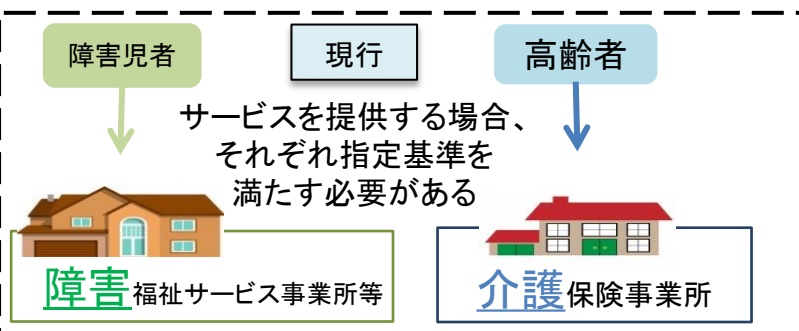 障害児者
現行
高齢者
サービスを提供する場合、
それぞれ指定基準を
満たす必要がある
障害福祉サービス事業所等
介護保険事業所